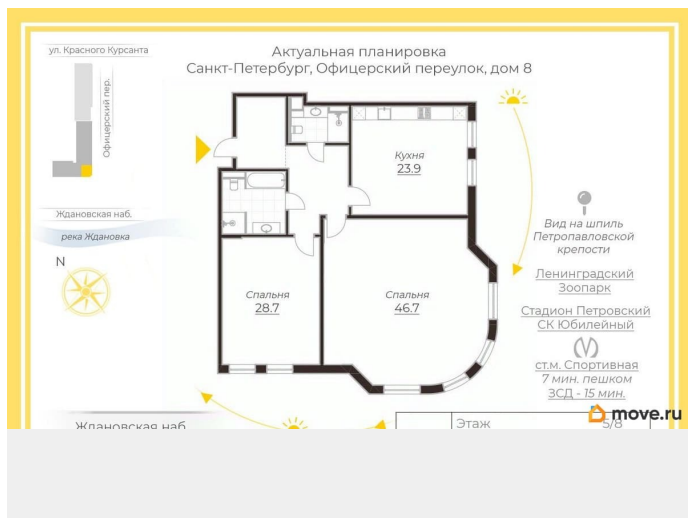 ул. Красного Курсанта
Офицерский пер.
Ждановская наб.
река Ждановка
N
Актуальная планировка
Санкт-Петербург, Офицерский переулок, дом 8
Кухня
23.9
Спальня
28.7
Спальня
46.7
Вид на шпиль
Петропавловской
крепости
Ленинградский
Зоопарк
Стадион Петровский
СК Юбилейный
ст.м. Спортивная
7 мин. пешком
ЗСД - 15 мин.
move.ru
Ждановская наб
Этаж
5/8